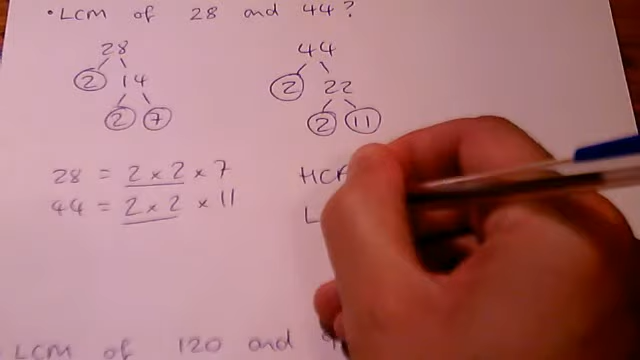 • LCM of 28 and 44?
28 44
2 14 2 22
2 7 2 11
28 = 2 × 2 × 7
44 = 2 × 2 × 11
HCF
L
LCM of 120 and 9